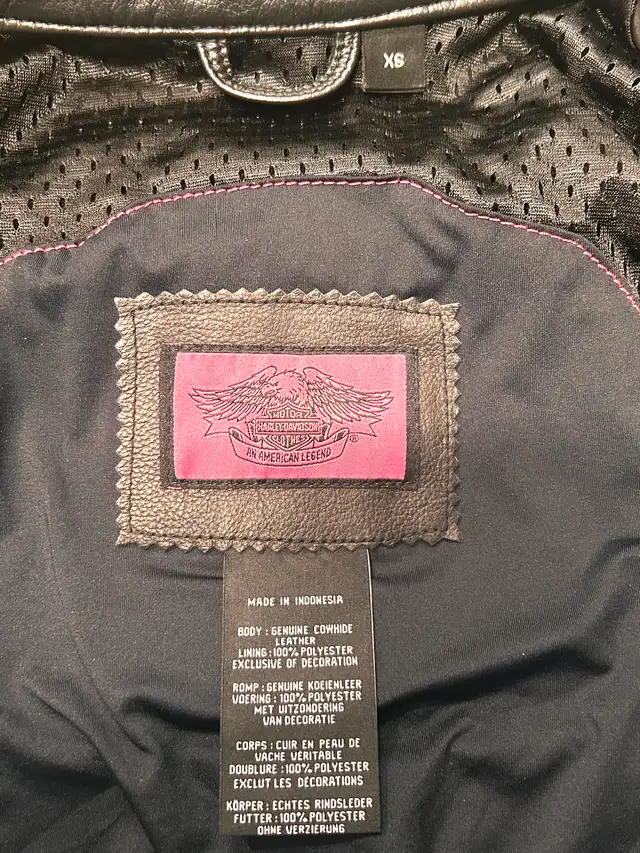 XS
MOTOR
HARLEY-DAVIDSON
CLOTHES
AN AMERICAN LEGEND
®
MADE IN INDONESIA
BODY : GENUINE COWHIDE
LEATHER
LINING :100% POLYESTER
EXCLUSIVE OF DECORATION
ROMP : GENUINE KOEIENLEER
VOERING : 100% POLYESTER
MET UITZONDERING
VAN DECORATIE
CORPS : CUIR EN PEAU DE
VACHE VÉRITABLE
DOUBLURE :100% POLYESTER
EXCLUT LES DÉCORATIONS
KÖRPER : ECHTES RINDSLEDER
FUTTER : 100% POLYESTER
OHNE VERZIERUNG